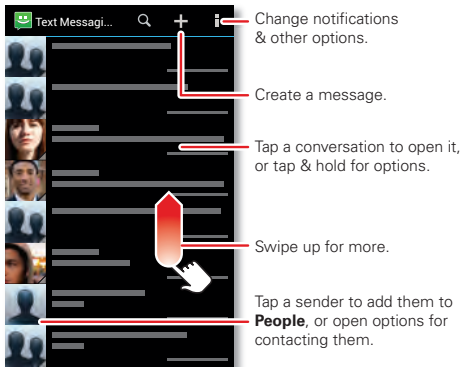 Text Messagi...
Change notifications
& other options.
Create a message.
Tap a conversation to open it,
or tap & hold for options.
Swipe up for more.
Tap a sender to add them to
People, or open options for
contacting them.